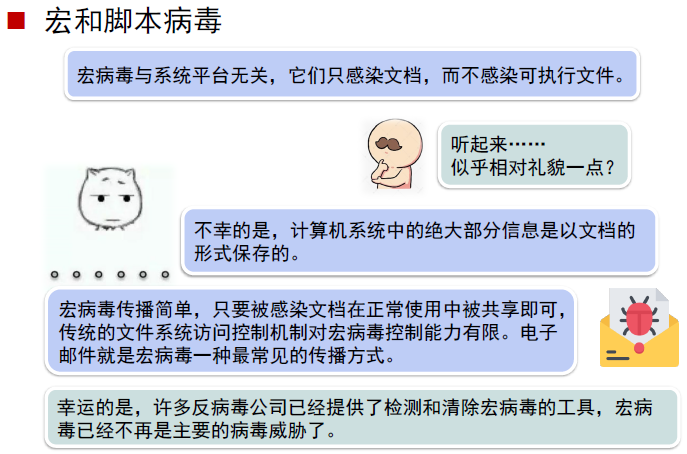 宏和脚本病毒
宏病毒与系统平台无关，它们只感染文档，而不感染可执行文件。
听起来……
似乎相对礼貌一点？
不幸的是，计算机系统中的绝大部分信息是以文档的
形式保存的。
宏病毒传播简单，只要被感染文档在正常使用中被共享即可，
传统的文件系统访问控制机制对宏病毒控制能力有限。电子
邮件就是宏病毒一种最常见的传播方式。
幸运的是，许多反病毒公司已经提供了检测和清除宏病毒的工具，宏病
毒已经不再是主要的病毒威胁了。